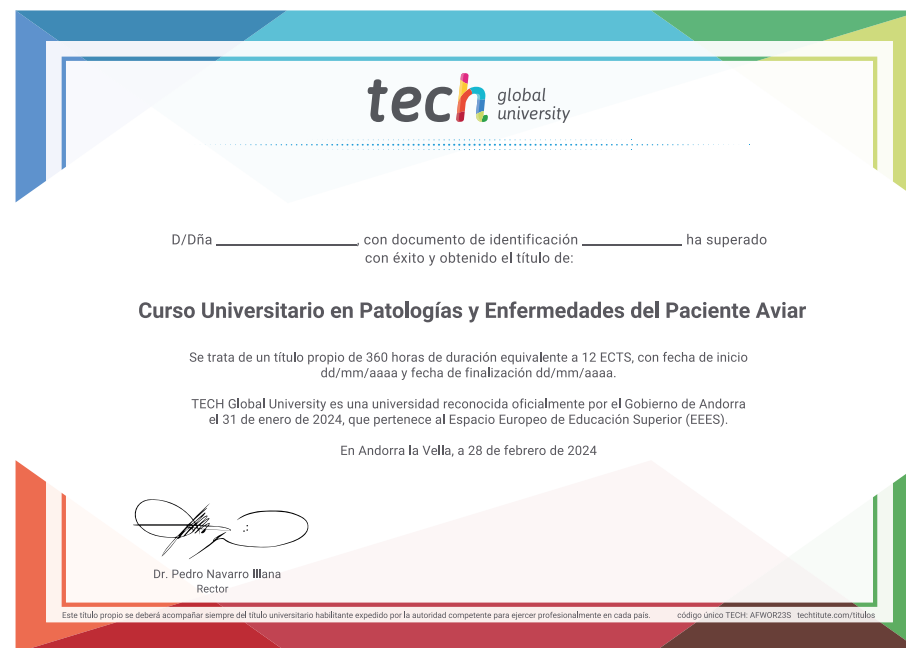 tech global
university
D/Dña ______________, con documento de identificación __________ ha superado
con éxito y obtenido el título de:
Curso Universitario en Patologías y Enfermedades del Paciente Aviar
Se trata de un título propio de 360 horas de duración equivalente a 12 ECTS, con fecha de inicio
dd/mm/aaaa y fecha de finalización dd/mm/aaaa.
TECH Global University es una universidad reconocida oficialmente por el Gobierno de Andorra
el 31 de enero de 2024, que pertenece al Espacio Europeo de Educación Superior (EEES).
En Andorra la Vella, a 28 de febrero de 2024
Dr. Pedro Navarro Illana
Rector
Este título propio se deberá acompañar siempre del título universitario habilitante expedido por la autoridad competente para ejercer profesionalmente en cada país. código único TECH: AFWOR23S techtitute.com/títulos